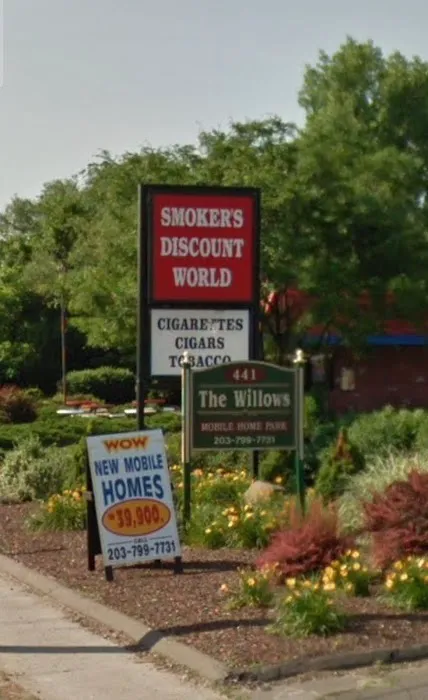 SMOKER'S
DISCOUNT
WORLD
CIGARETTES
CIGARS
TOBACCO
441
The Willows
MOBILE HOME PARK
203-799-7731
WOW
NEW MOBILE
HOMES
$39,900.
CALL
203-799-7731